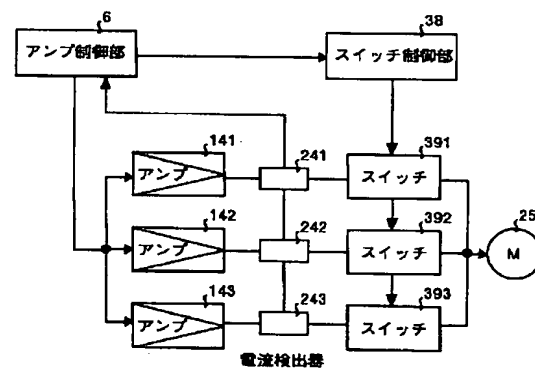 6
アンプ制御部
38
スイッチ制御部
141
アンプ
241
391
スイッチ
142
アンプ
242
392
スイッチ
25
M
143
アンプ
243
393
スイッチ
電流検出器